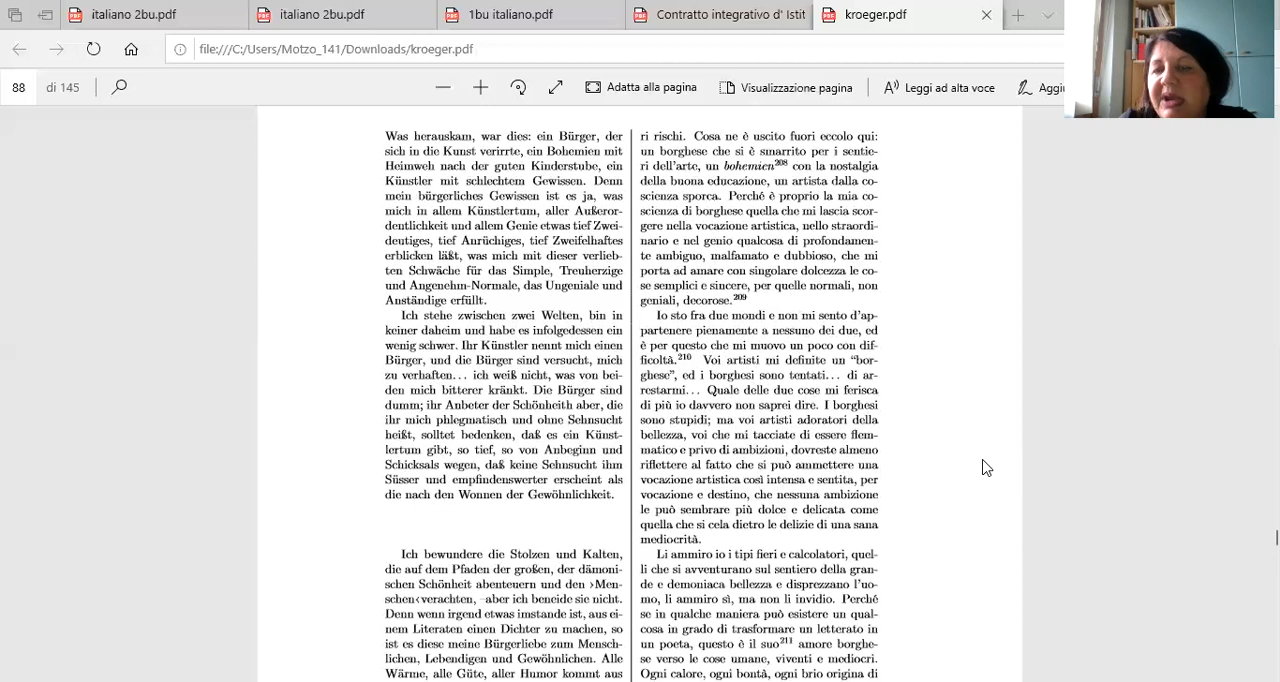 italiano 2bu.pdf
italiano 2bu.pdf
1bu italiano.pdf
Contratto integrativo d' Istit
kroeger.pdf
file:///C:/Users/Motzo_141/Downloads/kroeger.pdf
88 di 145
Adatta alla pagina
Visualizzazione pagina
Leggi ad alta voce
Aggiu
Was herauskam, war dies: ein Bürger, der
sich in die Kunst verirrte, ein Bohemien mit
Heimweh nach der guten Kinderstube, ein
Künstler mit schlechtem Gewissen. Denn
mein bürgerliches Gewissen ist es ja, was
mich in allem Künstlertum, aller Außeror-
dentlichkeit und allem Genie etwas tief Zwei-
deutiges, tief Anrüchiges, tief Zweifelhaftes
erblicken läßt, was mich mit dieser verlieb-
ten Schwäche für das Simple, Treuherzige
und Angenehm-Normale, das Ungeniale und
Anständige erfüllt.
Ich stehe zwischen zwei Welten, bin in
keiner daheim und habe es infolgedessen ein
wenig schwer. Ihr Künstler nennt mich einen
Bürger, und die Bürger sind versucht, mich
zu verhaften... ich weiß nicht, was von bei-
den mich bitterer kränkt. Die Bürger sind
dumm; ihr Anbeter der Schönheith aber, die
ihr mich phlegmatisch und ohne Sehnsucht
heißt, solltet bedenken, daß es ein Künst-
lertum gibt, so tief, so von Anbeginn und
Schicksals wegen, daß keine Sehnsucht ihm
Süsser und empfindenswerter erscheint als
die nach den Wonnen der Gewöhnlichkeit.
Ich bewundere die Stolzen und Kalten,
die auf dem Pfaden der großen, der dämoni-
schen Schönheit abenteuern und den ›Men-
schen‹verachten, –aber ich beneide sie nicht.
Denn wenn irgend etwas imstande ist, aus ei-
nem Literaten einen Dichter zu machen, so
ist es diese meine Bürgerliebe zum Mensch-
lichen, Lebendigen und Gewöhnlichen. Alle
Wärme, alle Güte, aller Humor kommt aus
ri rischi. Cosa ne è uscito fuori eccolo qui:
un borghese che si è smarrito per i sentie-
ri dell'arte, un bohemien208 con la nostalgia
della buona educazione, un artista dalla co-
scienza sporca. Perché è proprio la mia co-
scienza di borghese quella che mi lascia scor-
gere nella vocazione artistica, nello straordi-
nario e nel genio qualcosa di profondamen-
te ambiguo, malfamato e dubbioso, che mi
porta ad amare con singolare dolcezza le co-
se semplici e sincere, per quelle normali, non
geniali, decorose.209
Io sto fra due mondi e non mi sento d'ap-
partenere pienamente a nessuno dei due, ed
è per questo che mi muovo un poco con dif-
ficoltà.210 Voi artisti mi definite un “bor-
ghese”, ed i borghesi sono tentati... di ar-
restarmi... Quale delle due cose mi ferisca
di più io davvero non saprei dire. I borghesi
sono stupidi; ma voi artisti adoratori della
bellezza, voi che mi tacciate di essere flem-
matico e privo di ambizioni, dovreste almeno
riflettere al fatto che si può ammettere una
vocazione artistica così intensa e sentita, per
vocazione e destino, che nessuna ambizione
le può sembrare più dolce e delicata come
quella che si cela dietro le delizie di una sana
mediocrità.
Li ammiro io i tipi fieri e calcolatori, quel-
li che si avventurano sul sentiero della gran-
de e demoniaca bellezza e disprezzano l'uo-
mo, li ammiro sì, ma non li invidio. Perché
se in qualche maniera può esistere un qual-
cosa in grado di trasformare un letterato in
un poeta, questo è il suo211 amore borghe-
se verso le cose umane, viventi e mediocri.
Ogni calore, ogni bontà, ogni brio origina di